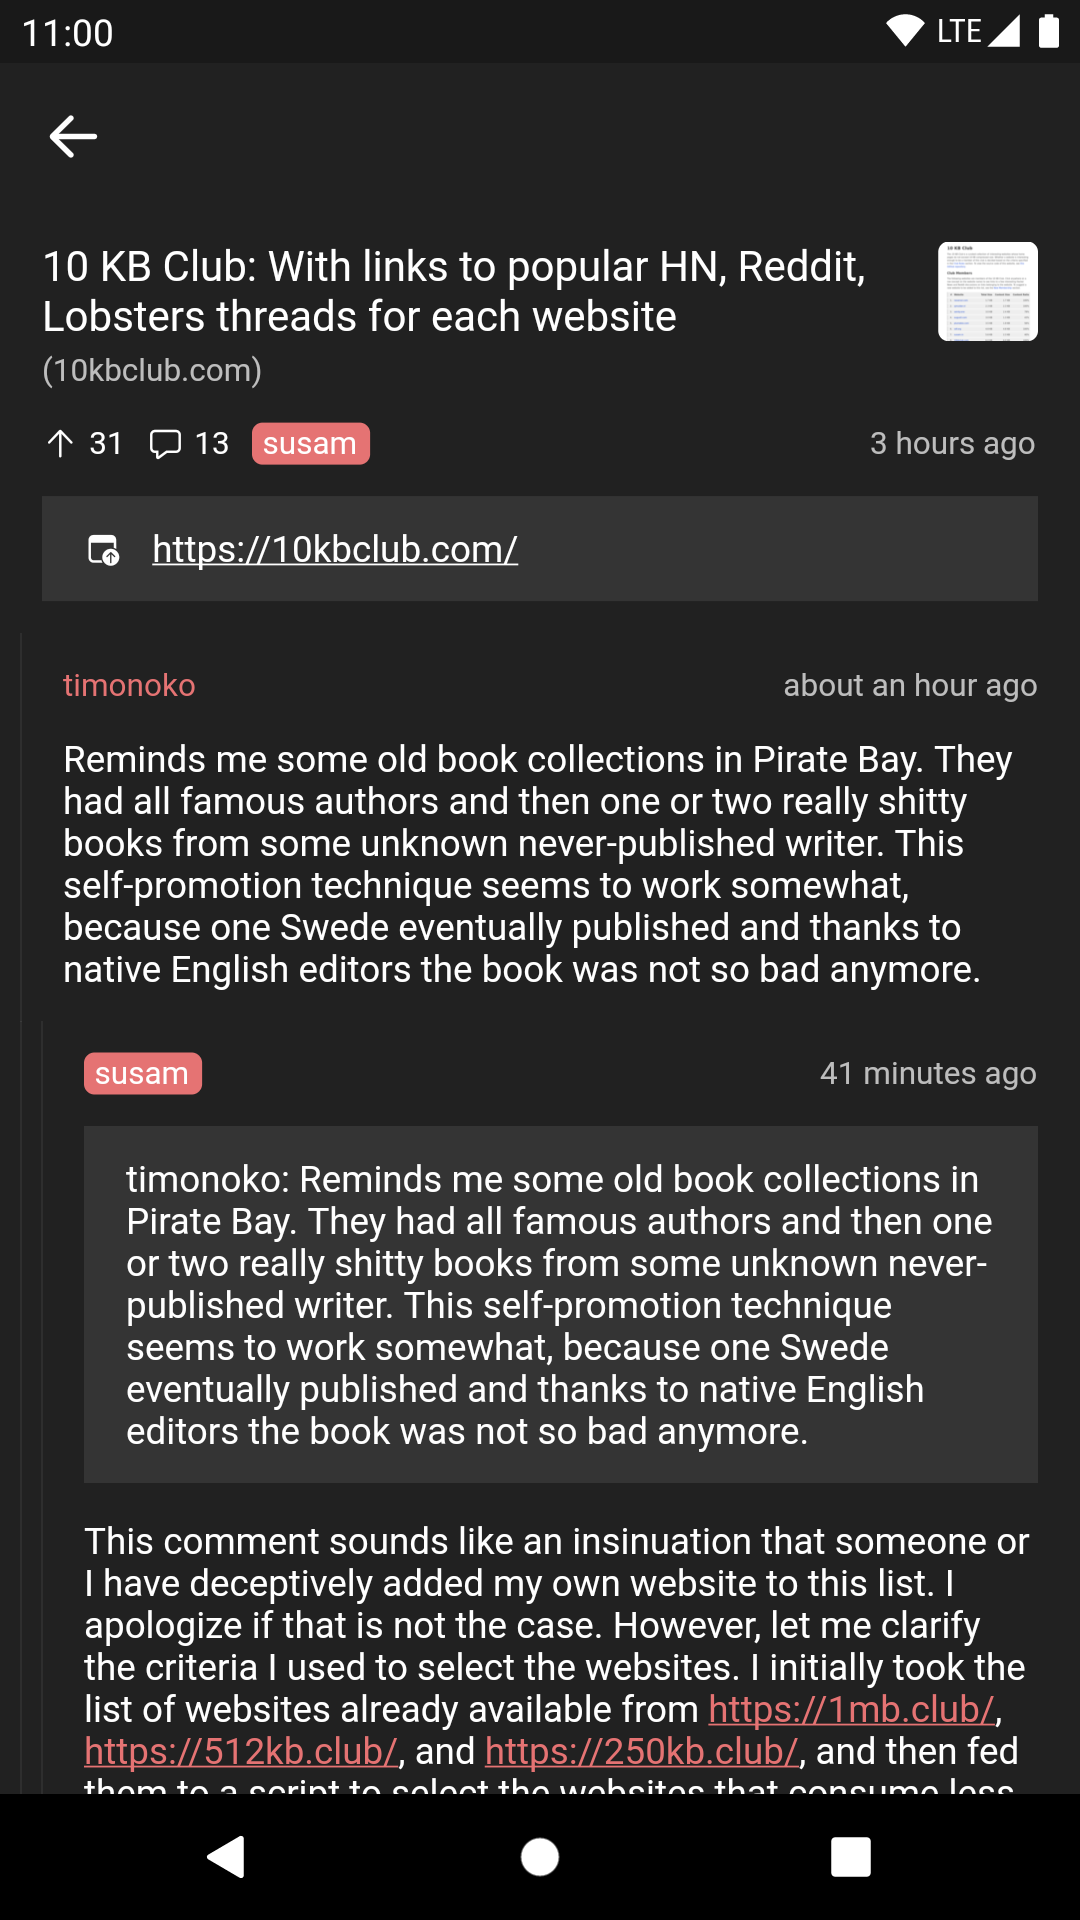 11:00
LTE
10 KB Club: With links to popular HN, Reddit,
Lobsters threads for each website
(10kbclub.com)
31 13 susam 3 hours ago
https://10kbclub.com/
timonoko about an hour ago
Reminds me some old book collections in Pirate Bay. They
had all famous authors and then one or two really shitty
books from some unknown never-published writer. This
self-promotion technique seems to work somewhat,
because one Swede eventually published and thanks to
native English editors the book was not so bad anymore.
susam 41 minutes ago
timonoko: Reminds me some old book collections in
Pirate Bay. They had all famous authors and then one
or two really shitty books from some unknown never-
published writer. This self-promotion technique
seems to work somewhat, because one Swede
eventually published and thanks to native English
editors the book was not so bad anymore.
This comment sounds like an insinuation that someone or
I have deceptively added my own website to this list. I
apologize if that is not the case. However, let me clarify
the criteria I used to select the websites. I initially took the
list of websites already available from https://1mb.club/,
https://512kb.club/, and https://250kb.club/, and then fed
them to a script to select the websites that consume less